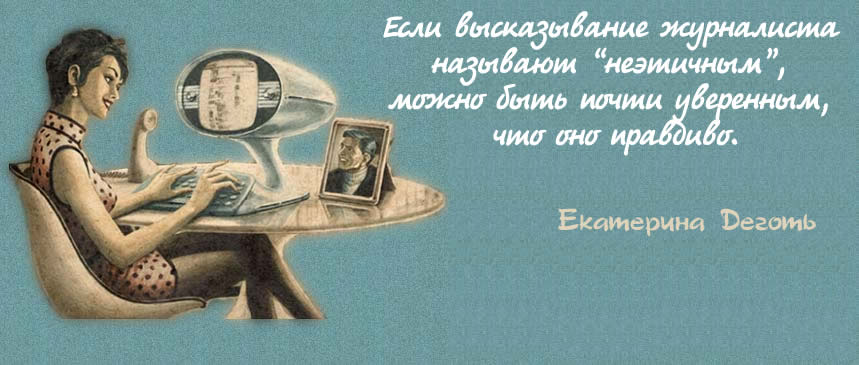 Если высказывание журналиста
называют “неэтичным”,
можно быть почти уверенным,
что оно правдиво.
Екатерина Деготь